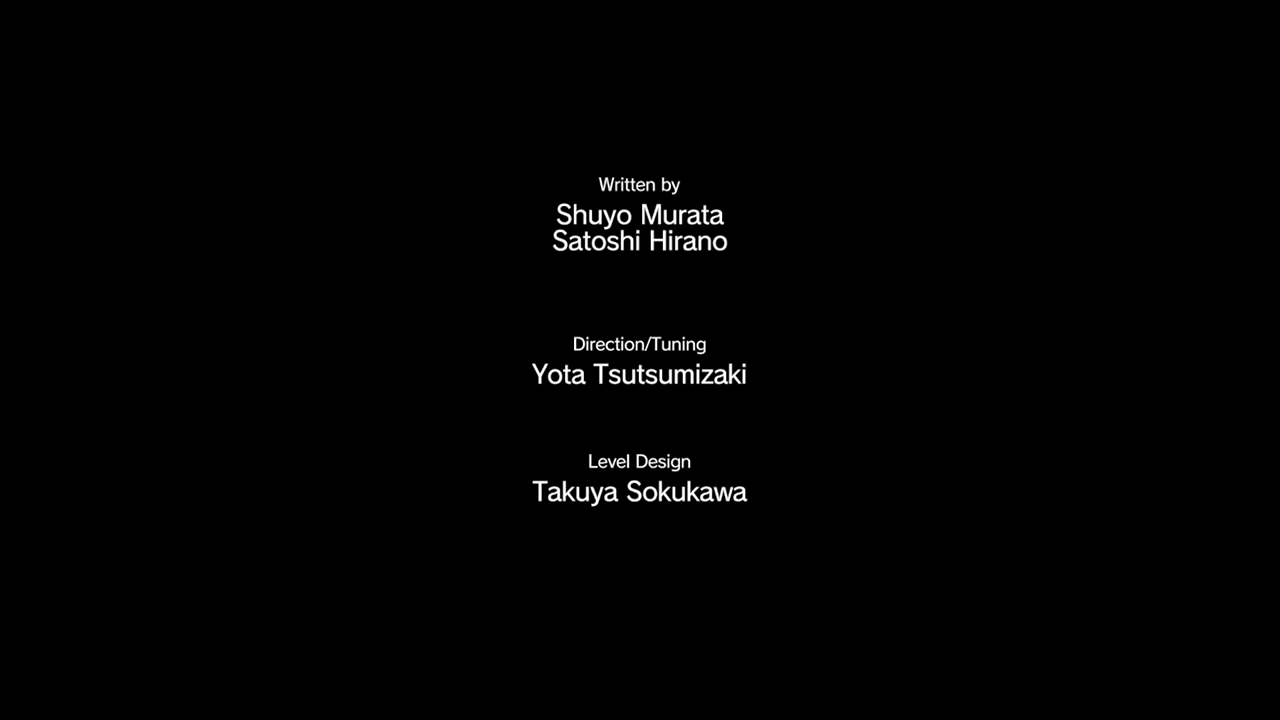 Written by
Shuyo Murata
Satoshi Hirano
Direction/Tuning
Yota Tsutsumizaki
Level Design
Takuya Sokukawa